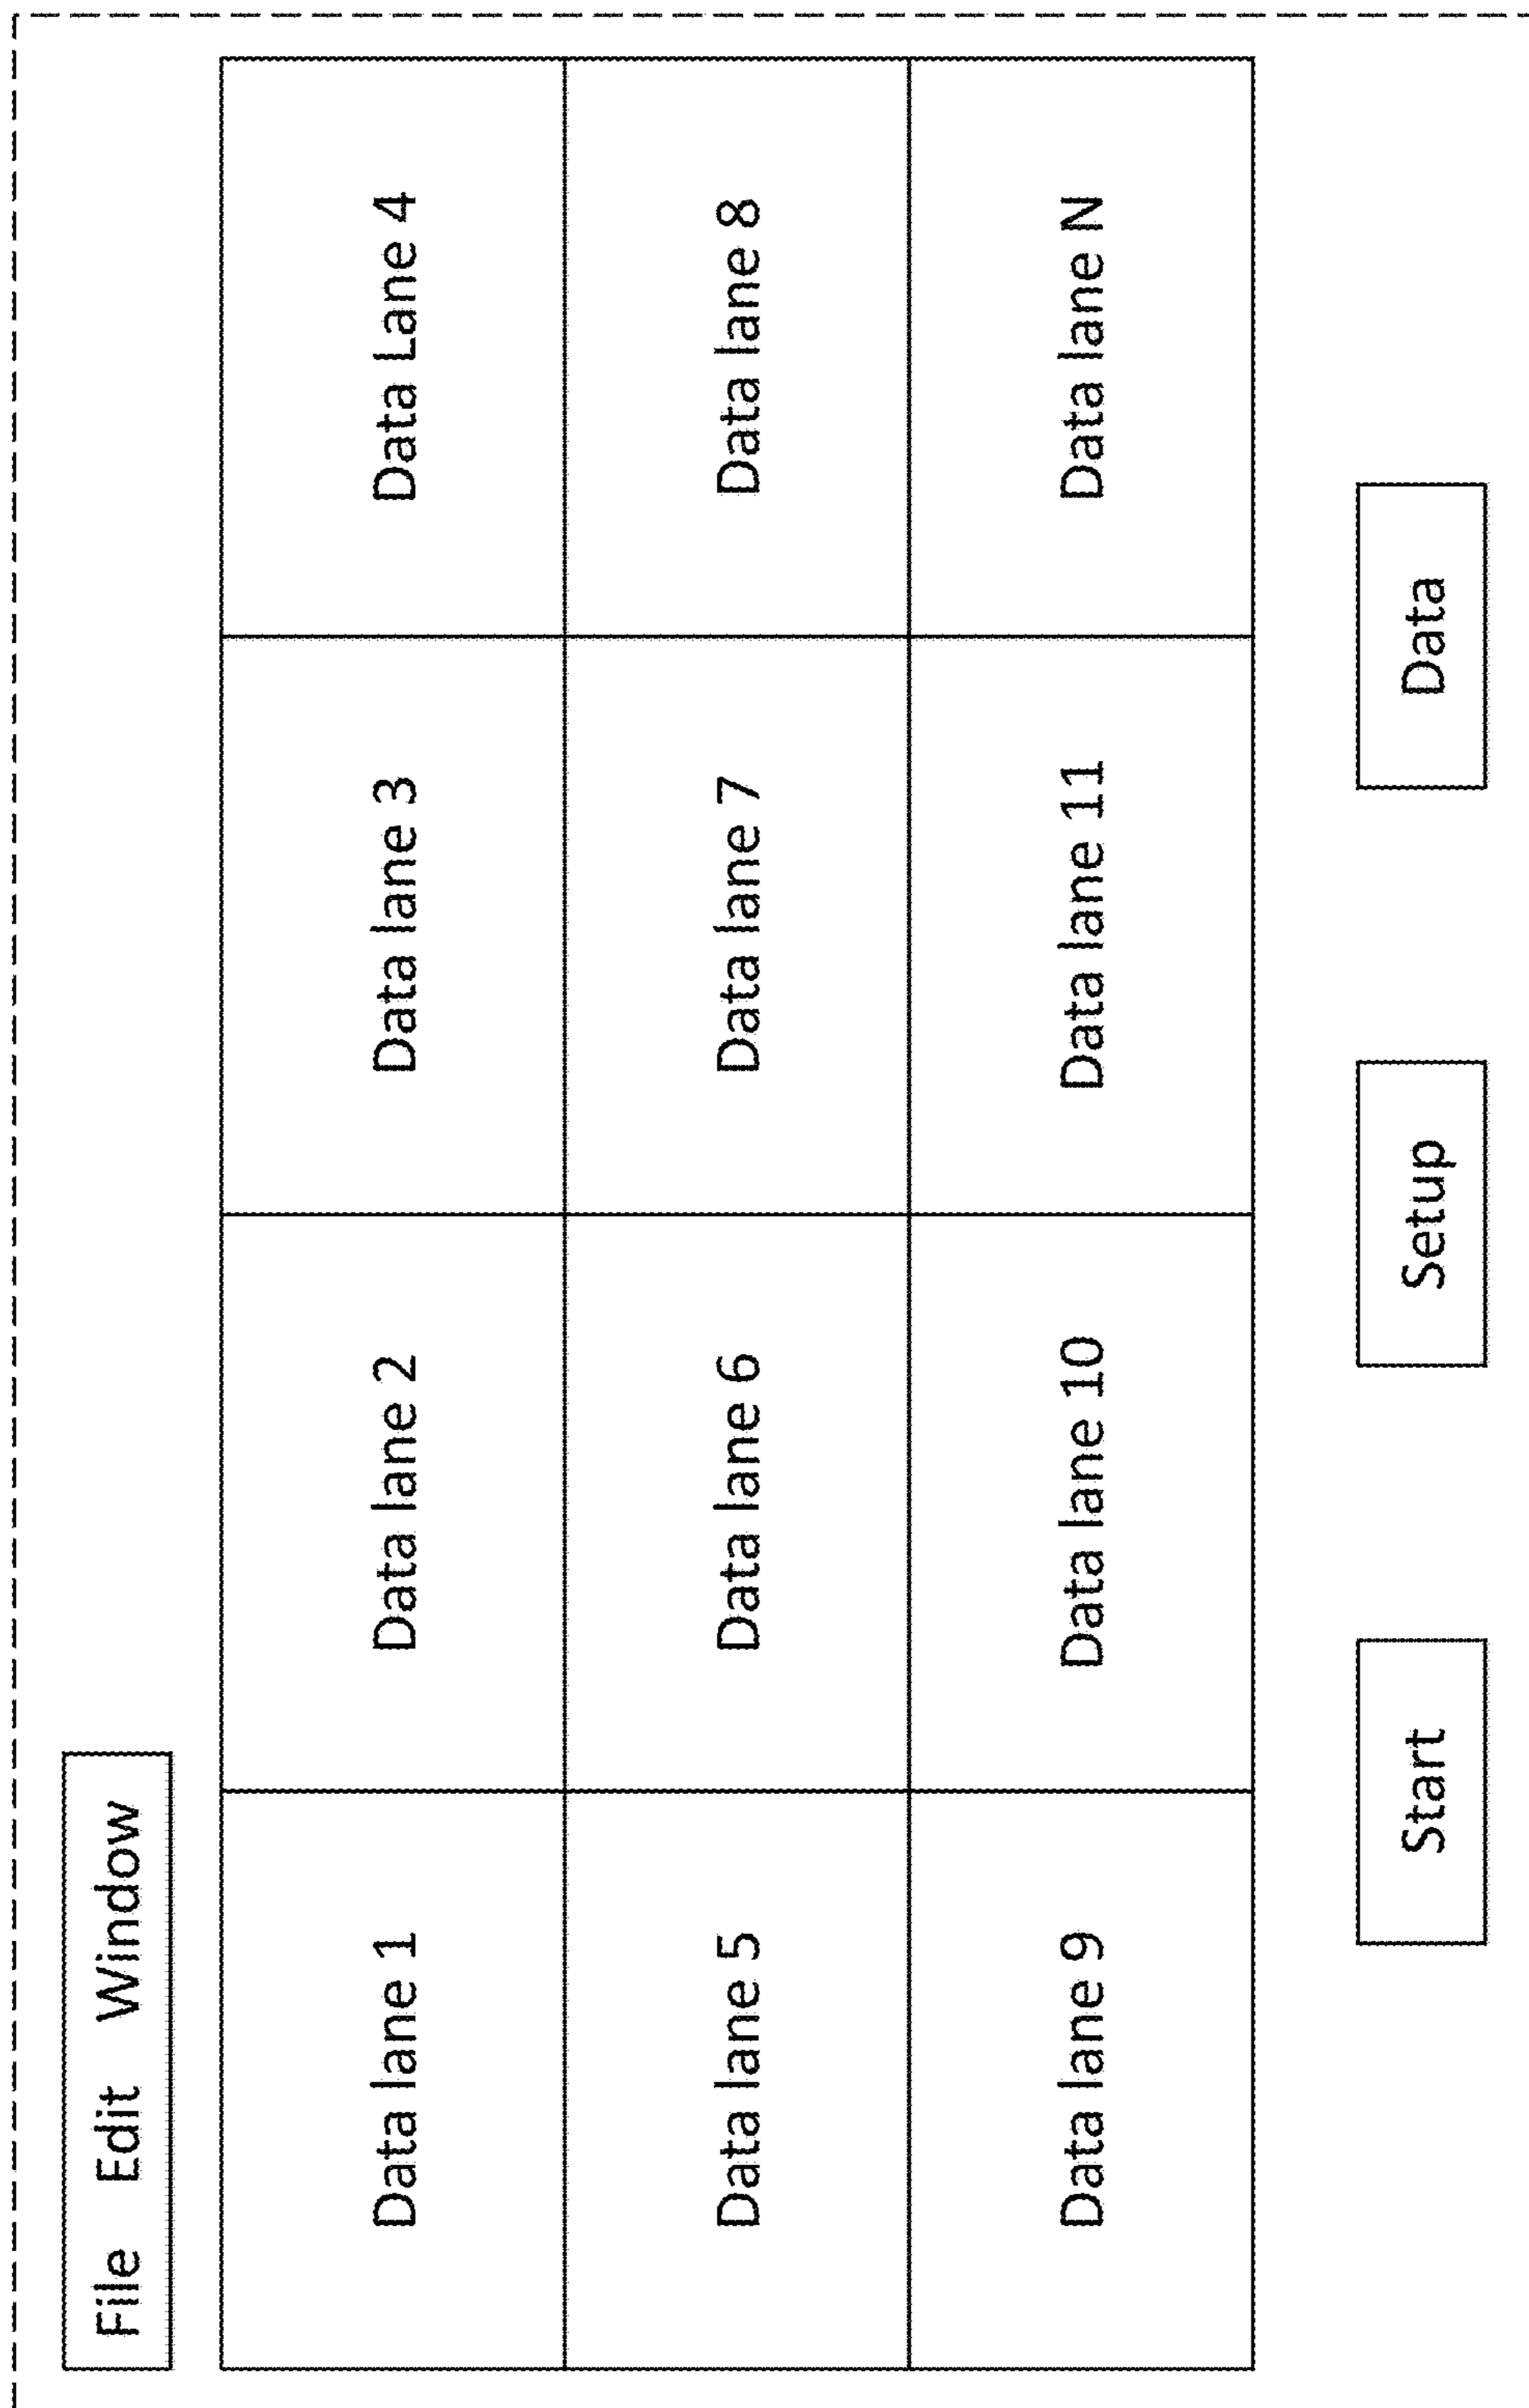 File Edit Window
Data lane 1 Data lane 2 Data lane 3 Data Lane 4
Data lane 5 Data lane 6 Data lane 7 Data lane 8
Data lane 9 Data lane 10 Data lane 11 Data lane N
Start Setup Data